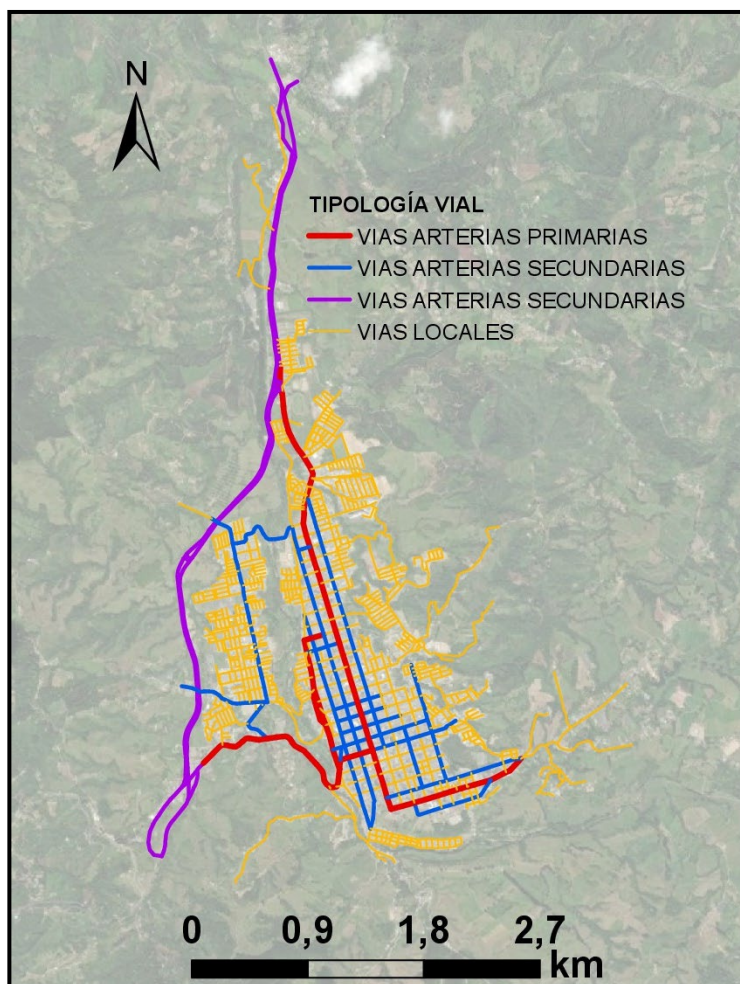 N
TIPOLOGÍA VIAL
VIAS ARTERIAS PRIMARIAS
VIAS ARTERIAS SECUNDARIAS
VIAS ARTERIAS SECUNDARIAS
VIAS LOCALES
0 0,9 1,8 2,7
km